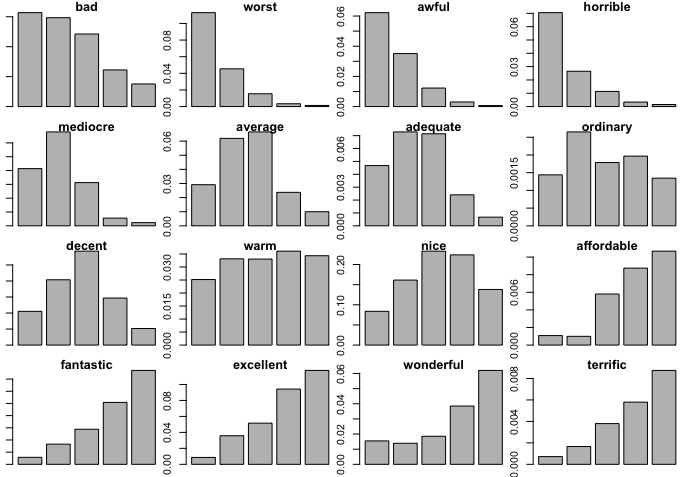 bad
worst
awful
horrible
0.00 0.08
0.00 0.02 0.04 0.06
0.00 0.03 0.06
mediocre
average
adequate
ordinary
0.00 0.03 0.06
0.000 0.003 0.006
0.0000 0.0015
decent
warm
nice
affordable
0.000 0.015 0.030
0.00 0.10 0.20
0.000 0.006
fantastic
excellent
wonderful
terrific
0.00 0.04 0.08
0.00 0.02 0.04 0.06
0.000 0.004 0.008